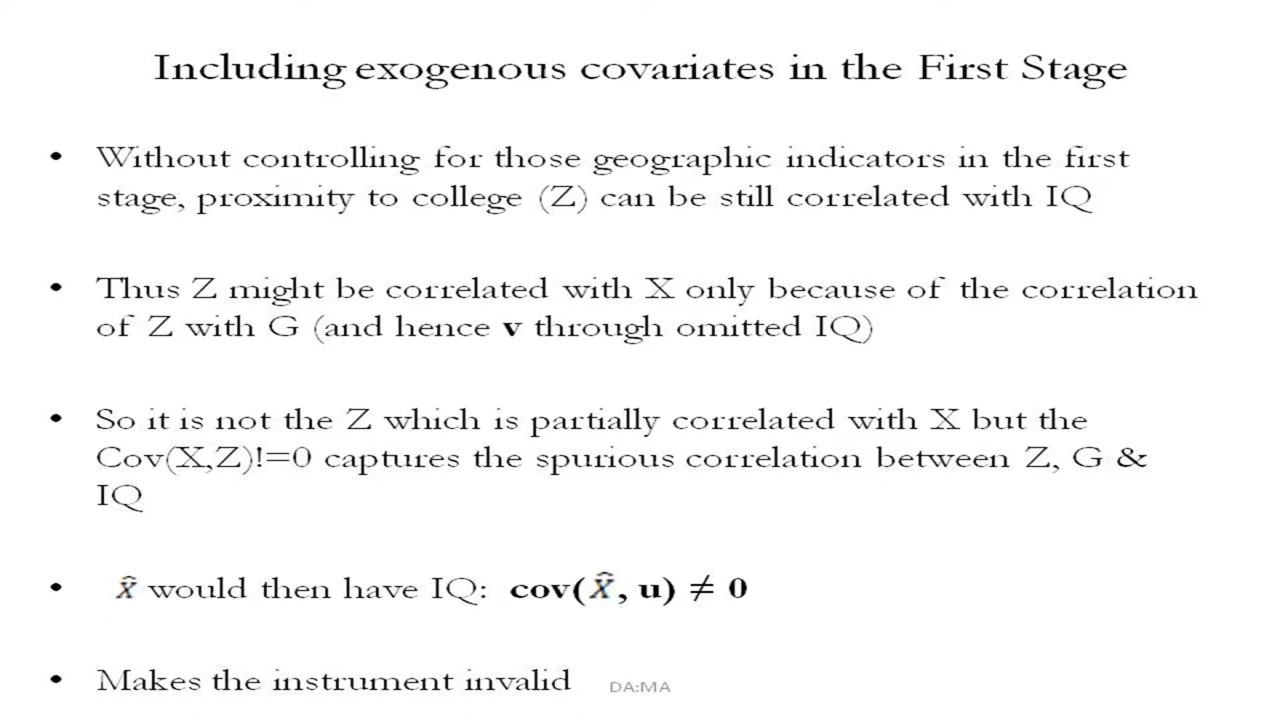 Including exogenous covariates in the First Stage
• Without controlling for those geographic indicators in the first
stage, proximity to college (Z) can be still correlated with IQ
• Thus Z might be correlated with X only because of the correlation
of Z with G (and hence v through omitted IQ)
• So it is not the Z which is partially correlated with X but the
Cov(X,Z)!=0 captures the spurious correlation between Z, G &
IQ
• X̂ would then have IQ: cov(X̂, u) ≠ 0
• Makes the instrument invalid
DA:MA